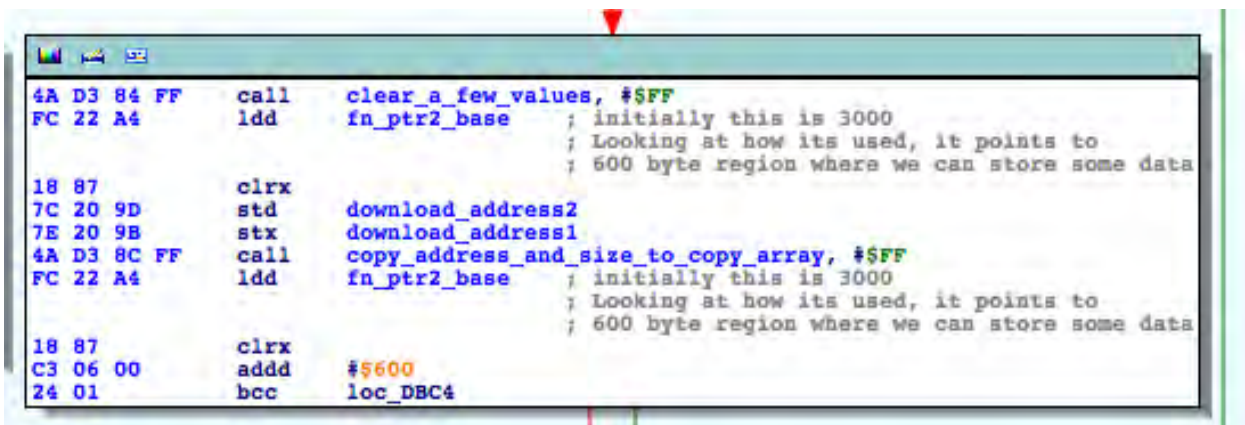 4A D3 84 FF call clear_a_few_values, #$FF
FC 22 A4 ldd fn_ptr2_base ; initially this is 3000
; Looking at how its used, it points to
; 600 byte region where we can store some data
18 87 clrx
7C 20 9D std download_address2
7E 20 9B stx download_address1
4A D3 8C FF call copy_address_and_size_to_copy_array, #$FF
FC 22 A4 ldd fn_ptr2_base ; initially this is 3000
; Looking at how its used, it points to
; 600 byte region where we can store some data
18 87 clrx
C3 06 00 addd #$600
24 01 bcc loc_DBC4